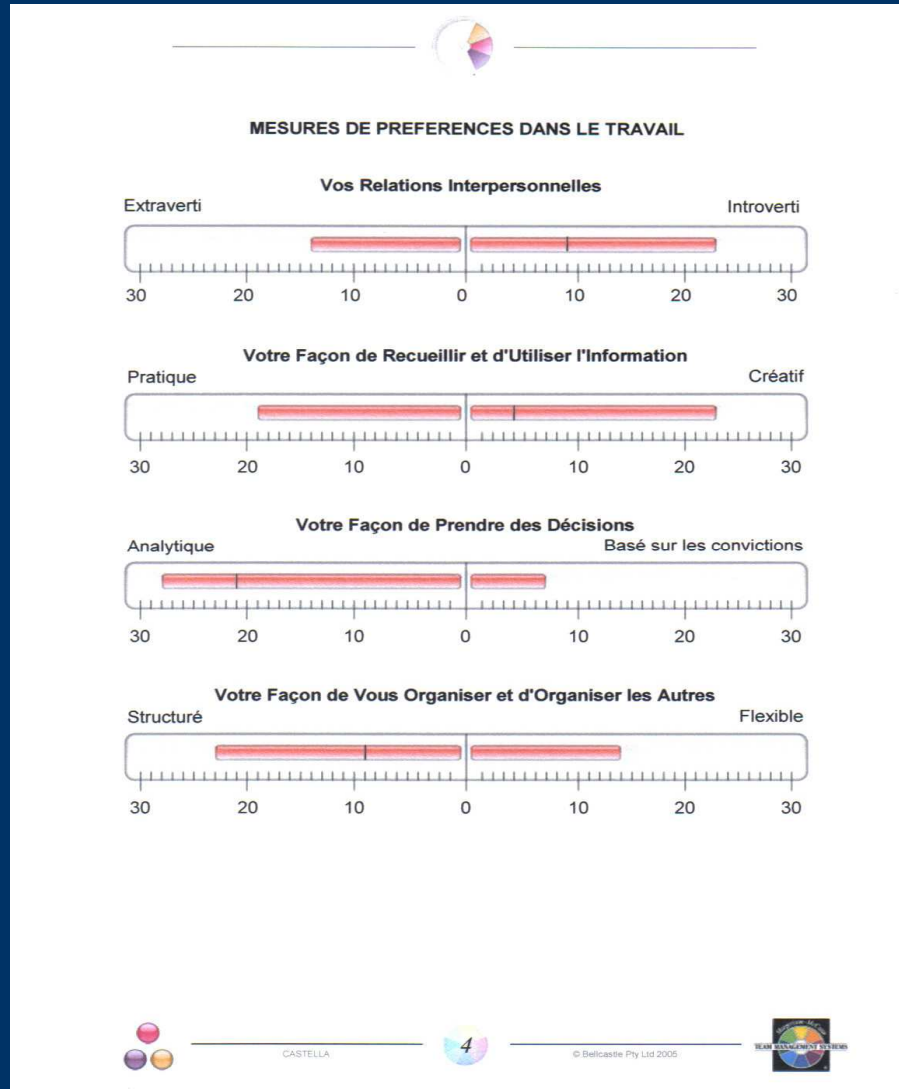 MESURES DE PREFERENCES DANS LE TRAVAIL
Vos Relations Interpersonnelles
Extraverti Introverti
30 20 10 0 10 20 30
Votre Façon de Recueillir et d'Utiliser l'Information
Pratique Créatif
30 20 10 0 10 20 30
Votre Façon de Prendre des Décisions
Analytique Basé sur les convictions
30 20 10 0 10 20 30
Votre Façon de Vous Organiser et d'Organiser les Autres
Structuré Flexible
30 20 10 0 10 20 30
CASTELLA 4 © Bellcastle Pty Ltd 2005
TEAM MANAGEMENT SYSTEMS